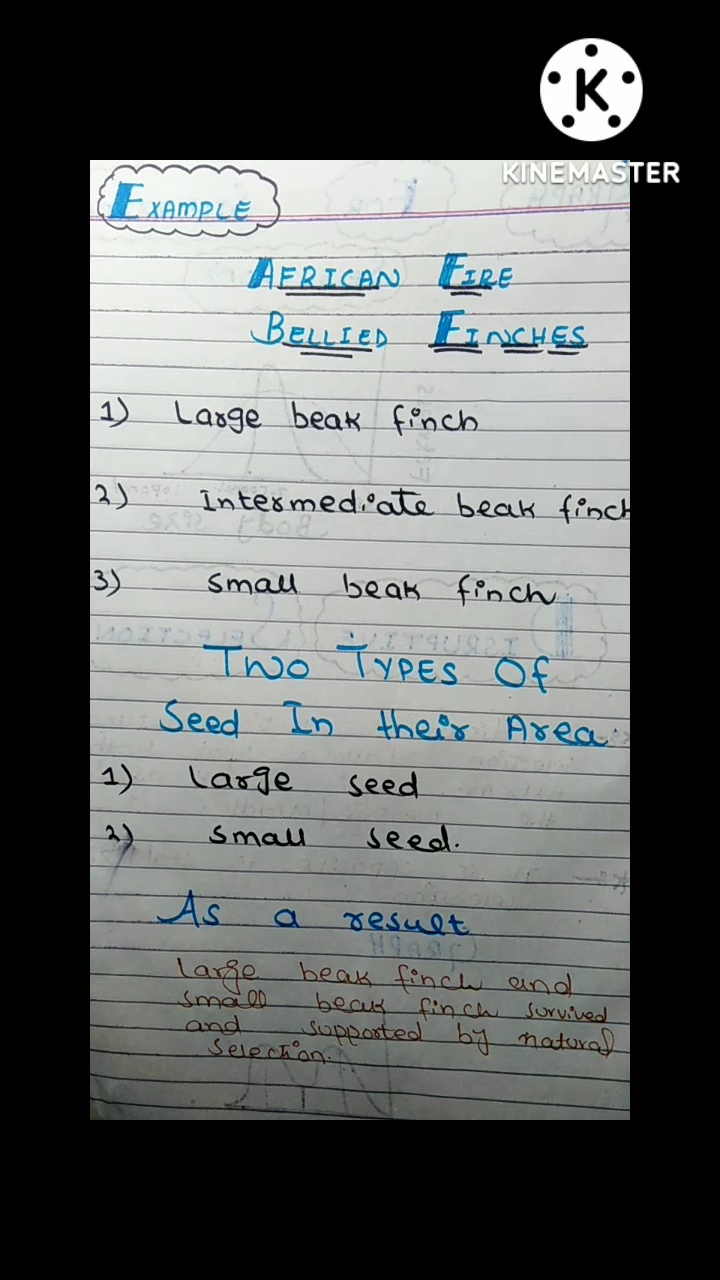 K
KINEMASTER
EXAMPLE
AFRICAN FIRE
BELLIED FINCHES
1) Large beak finch
2) Intermediate beak finch
3) small beak finch
TWO TYPES Of
Seed In their Area
1) large seed
2) small seed.
As a result
large beak finch and
small beak finch survived
and supported by natural
selection.